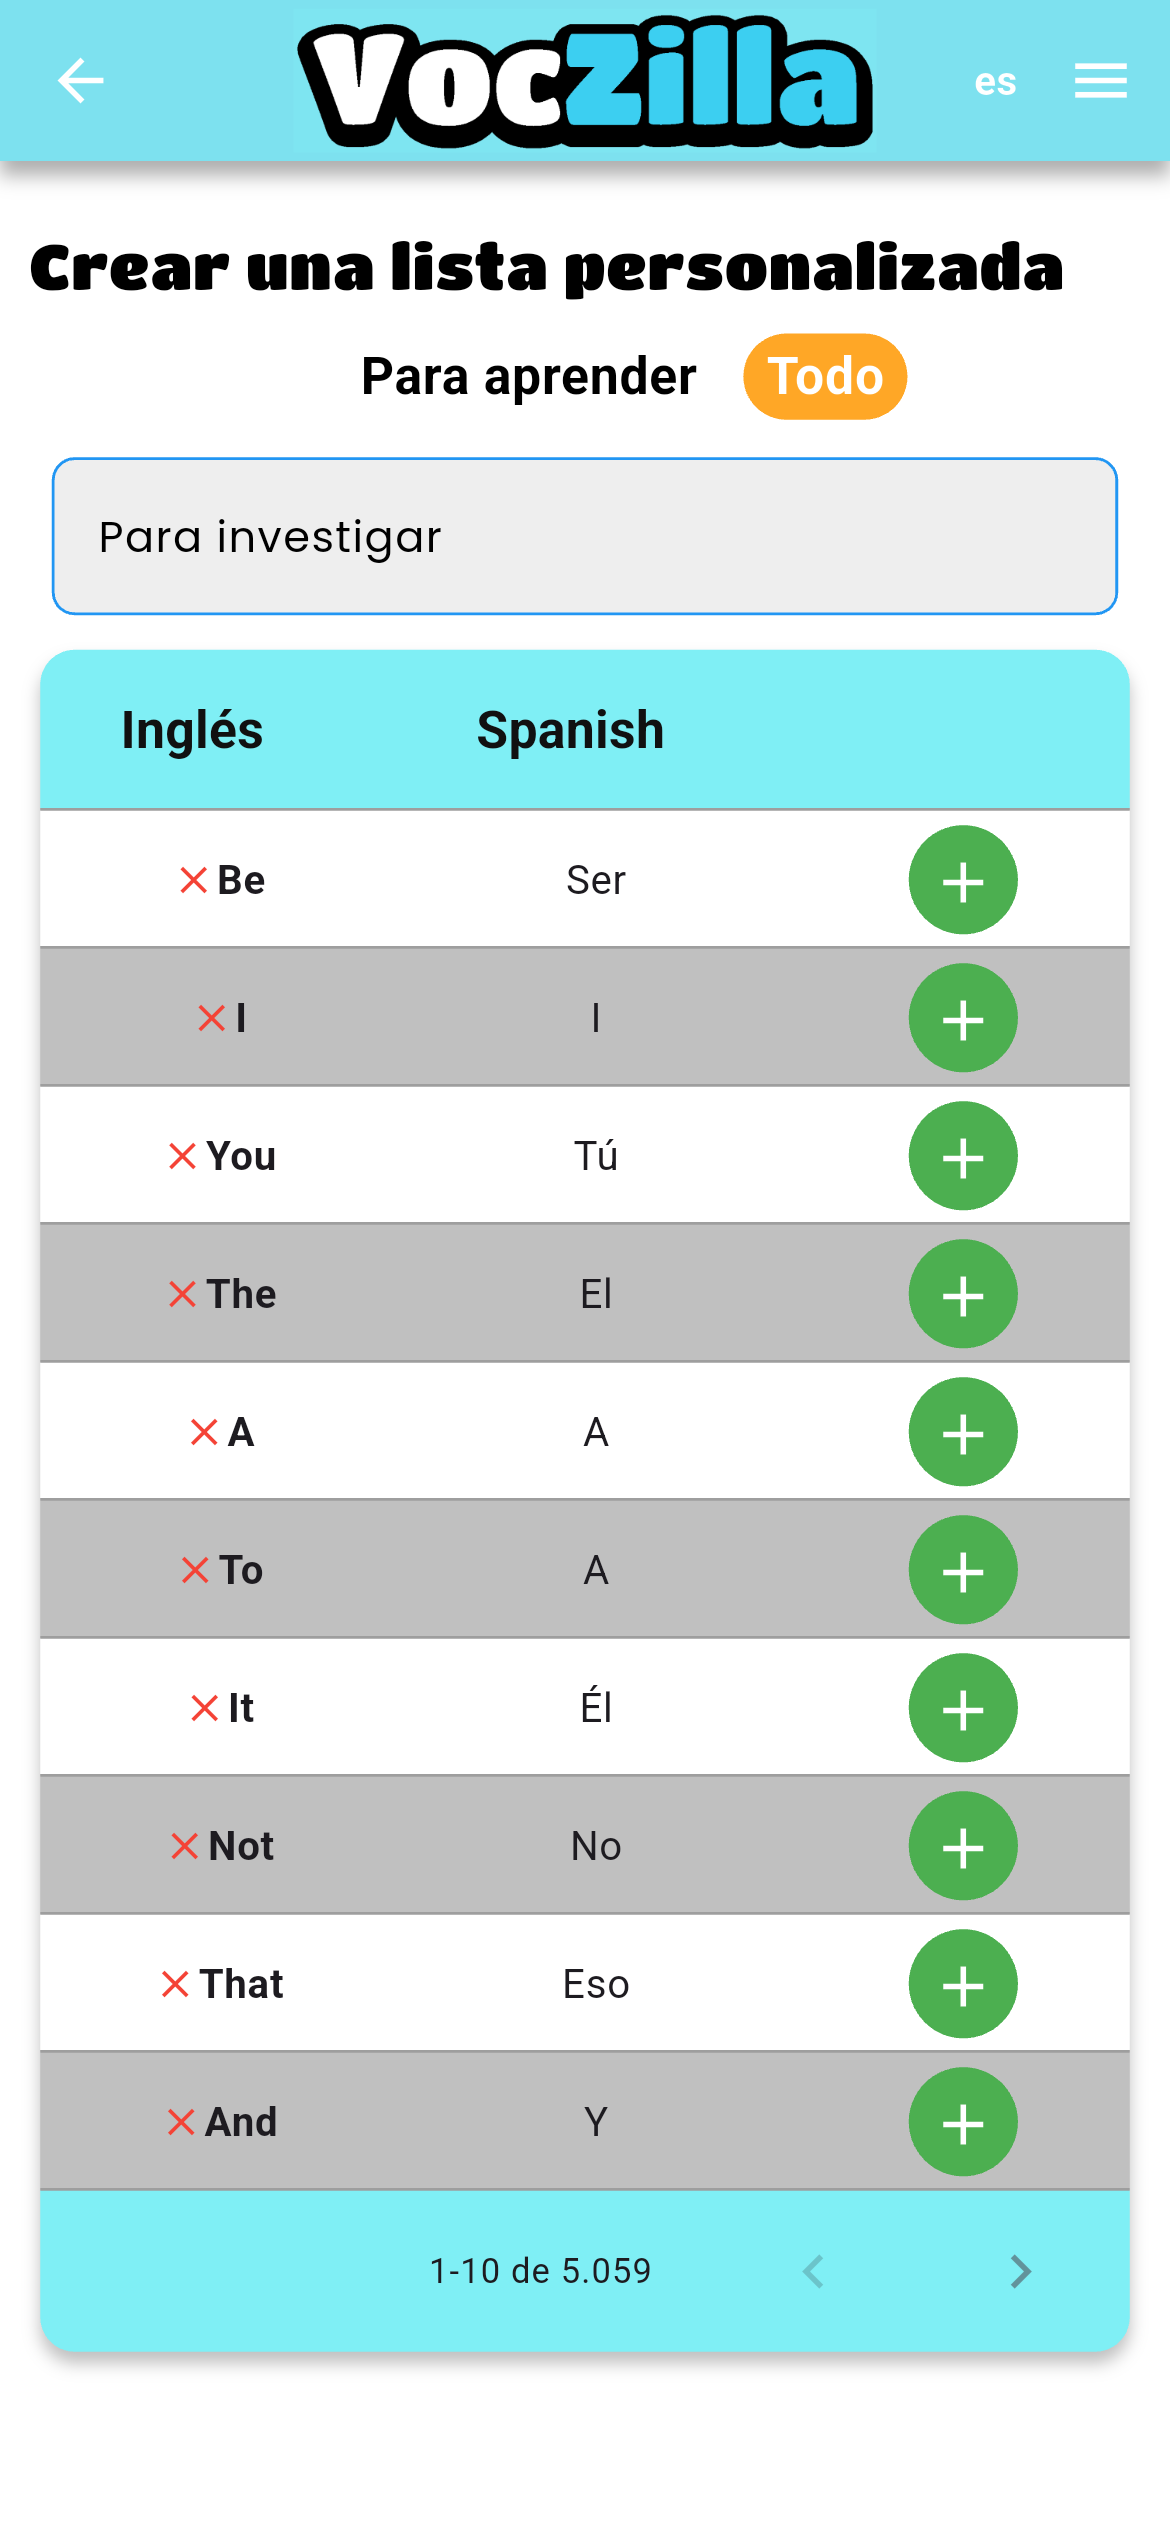 VocZilla
es
Crear una lista personalizada
Para aprender Todo
Para investigar
Inglés Spanish
Be Ser
I I
You Tú
The El
A A
To A
It Él
Not No
That Eso
And Y
1-10 de 5.059